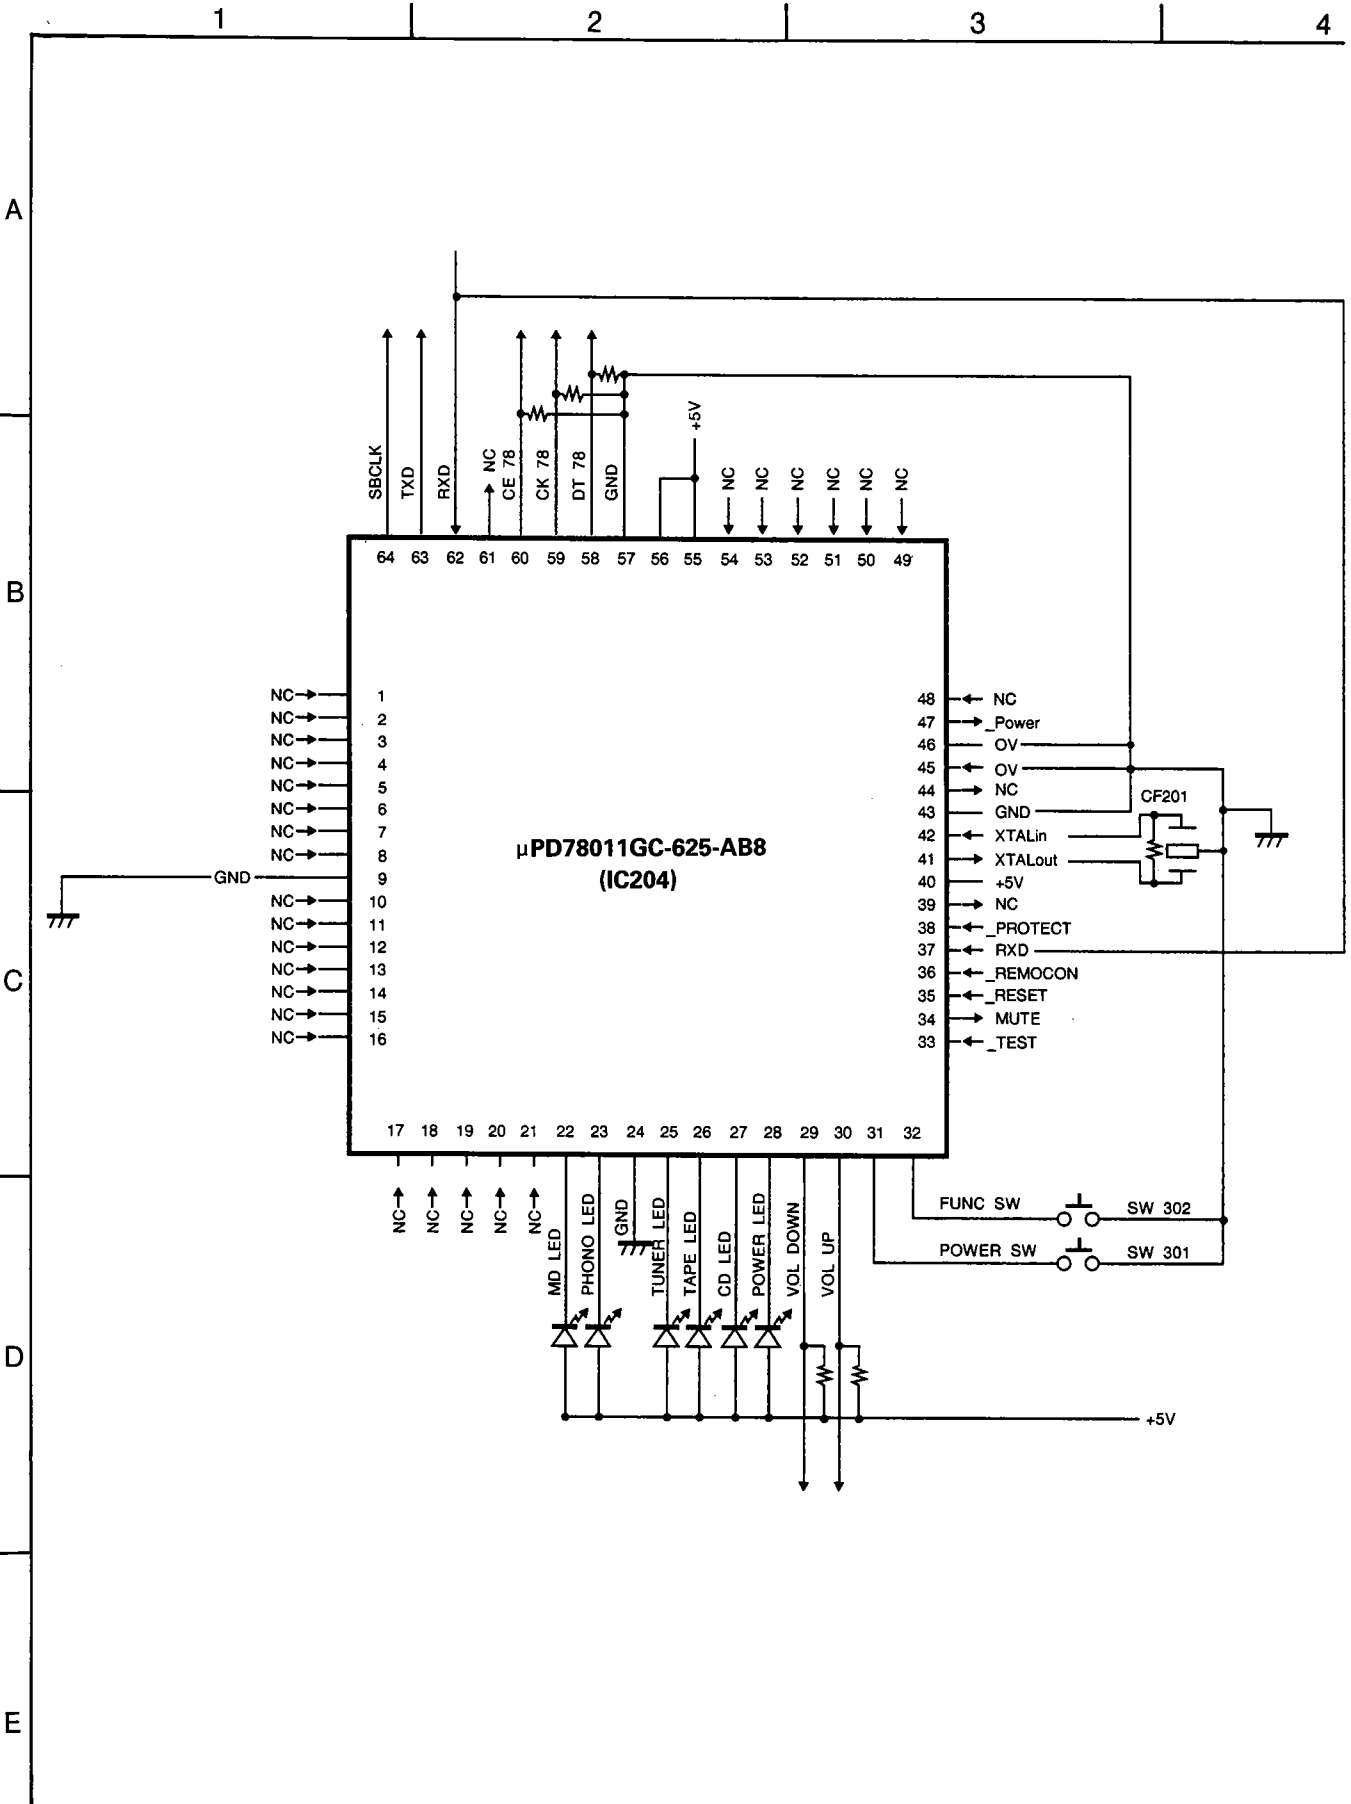 1 2 3 4
A
B
C
D
E
SBCLK
TXD
RXD
NC
CE 78
CK 78
DT 78
GND
+5V
NC
NC
NC
NC
NC
NC
64 63 62 61 60 59 58 57 56 55 54 53 52 51 50 49
NC 1
NC 2
NC 3
NC 4
NC 5
NC 6
NC 7
NC 8
GND 9
NC 10
NC 11
NC 12
NC 13
NC 14
NC 15
NC 16
µPD78011GC-625-AB8
(IC204)
48 NC
47 _Power
46 OV
45 OV
44 NC
43 GND
42 XTALin
41 XTALout
40 +5V
39 NC
38 _PROTECT
37 RXD
36 _REMOCON
35 _RESET
34 MUTE
33 _TEST
CF201
17 18 19 20 21 22 23 24 25 26 27 28 29 30 31 32
NC
NC
NC
NC
NC
MD LED
PHONO LED
GND
TUNER LED
TAPE LED
CD LED
POWER LED
VOL DOWN
VOL UP
FUNC SW SW 302
POWER SW SW 301
+5V